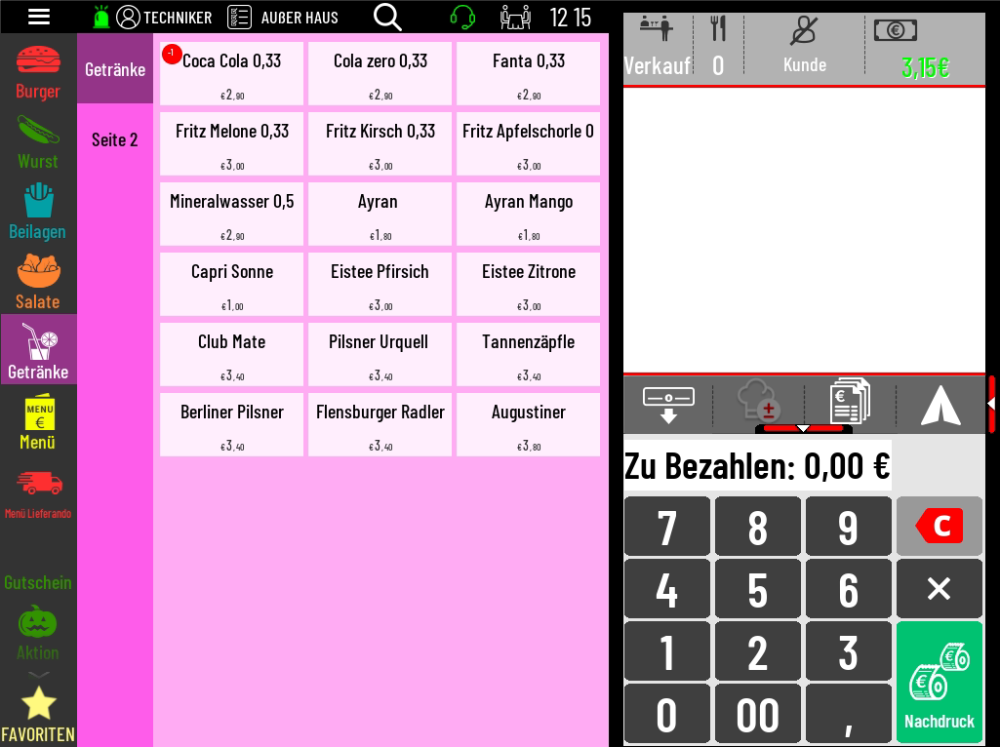 TECHNIKER
AUßER HAUS
12 15
Burger
Wurst
Beilagen
Salate
Getränke
MENU
€
Menü
Menü Lieferando
Gutschein
Aktion
FAVORITEN
Getränke
Seite 2
-1
Coca Cola 0,33
€2,90
Cola zero 0,33
€2,90
Fanta 0,33
€2,90
Fritz Melone 0,33
€3,00
Fritz Kirsch 0,33
€3,00
Fritz Apfelschorle 0
€3,00
Mineralwasser 0,5
€2,90
Ayran
€1,80
Ayran Mango
€1,80
Capri Sonne
€1,00
Eistee Pfirsich
€3,00
Eistee Zitrone
€3,00
Club Mate
€3,40
Pilsner Urquell
€3,40
Tannenzäpfle
€3,40
Berliner Pilsner
€3,40
Flensburger Radler
€3,40
Augustiner
€3,80
Verkauf
0
Kunde
€
3,15€
€
Zu Bezahlen: 0,00 €
7
8
9
C
4
5
6
×
1
2
3
€
€
Nachdruck
0
00
,